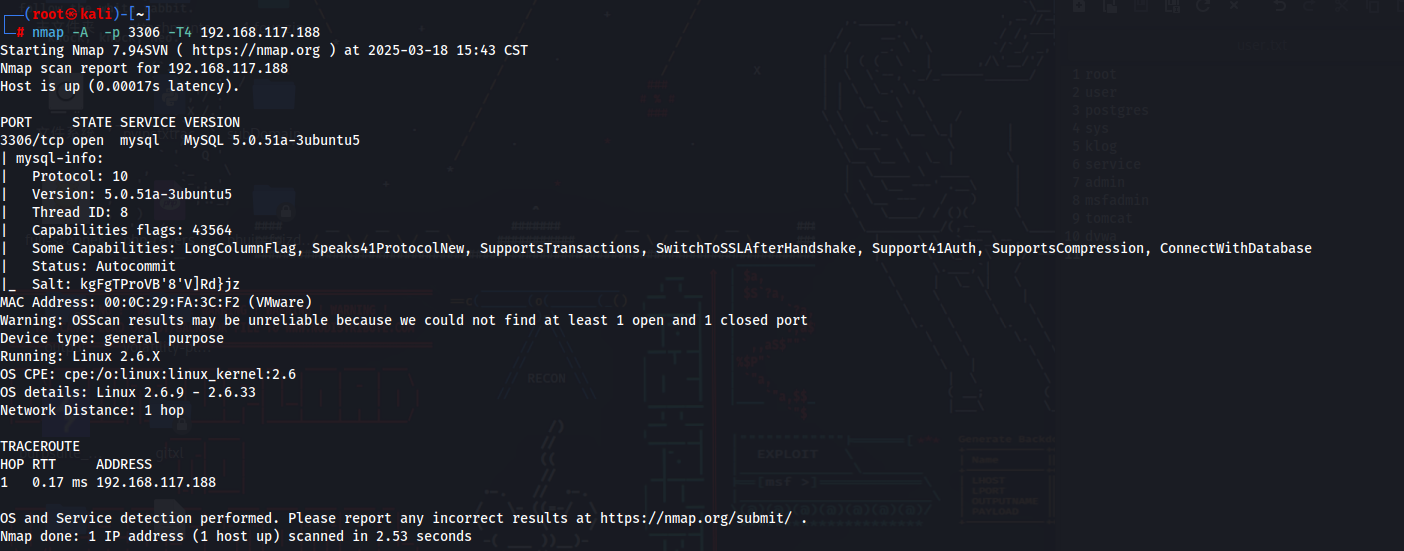 (root㉿kali)-[~]
# nmap -A  -p 3306 -T4 192.168.117.188
Starting Nmap 7.94SVN ( https://nmap.org ) at 2025-03-18 15:43 CST
Nmap scan report for 192.168.117.188
Host is up (0.00017s latency).
PORT     STATE SERVICE VERSION
3306/tcp open  mysql   MySQL 5.0.51a-3ubuntu5
| mysql-info:
|   Protocol: 10
|   Version: 5.0.51a-3ubuntu5
|   Thread ID: 8
|   Capabilities flags: 43564
|   Some Capabilities: LongColumnFlag, Speaks41ProtocolNew, SupportsTransactions, SwitchToSSLAfterHandshake, Support41Auth, SupportsCompression, ConnectWithDatabase
|   Status: Autocommit
|_  Salt: kgFgTProVB'8'V]Rd}jz
MAC Address: 00:0C:29:FA:3C:F2 (VMware)
Warning: OSScan results may be unreliable because we could not find at least 1 open and 1 closed port
Device type: general purpose
Running: Linux 2.6.X
OS CPE: cpe:/o:linux:linux_kernel:2.6
OS details: Linux 2.6.9 - 2.6.33
Network Distance: 1 hop
TRACEROUTE
HOP RTT     ADDRESS
1   0.17 ms 192.168.117.188
OS and Service detection performed. Please report any incorrect results at https://nmap.org/submit/ .
Nmap done: 1 IP address (1 host up) scanned in 2.53 seconds
1 root
2 user
3 postgres
4 sys
5 klog
6 service
7 admin
8 msfadmin
9 tomcat
RECON
EXPLOIT
[msf >]